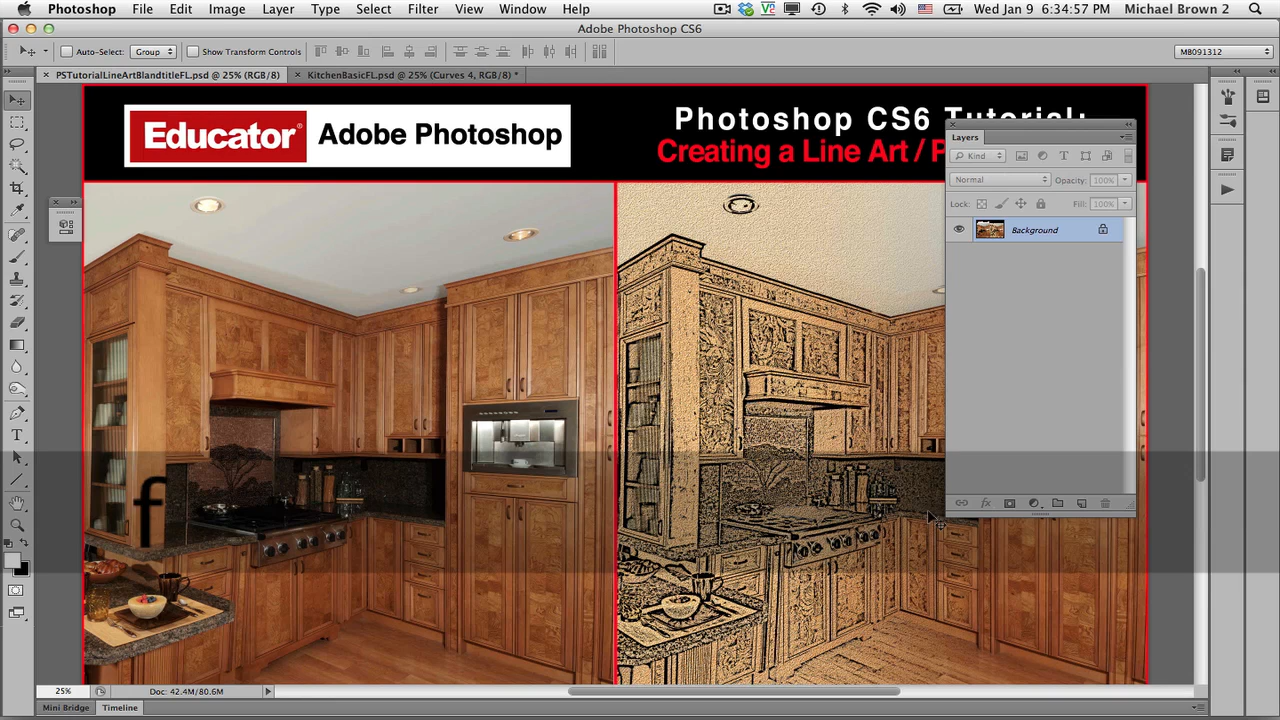 Photoshop File Edit Image Layer Type Select Filter View Window Help Wed Jan 9 6:34:57 PM Michael Brown 2
Adobe Photoshop CS6
Auto-Select: Group Show Transform Controls M8091312
PSTutorialLineArtBlandtitleFL.psd @ 25% (RGB/8) KitchenBasicFL.psd @ 25% (Curves 4, RGB/8) *
Educator® Adobe Photoshop
Photoshop CS6 Tutorial:
Creating a Line Art / P
Layers
Kind
Normal Opacity: 100%
Lock: Fill: 100%
Background
f
25% Doc: 42.4M/80.6M
Mini Bridge Timeline